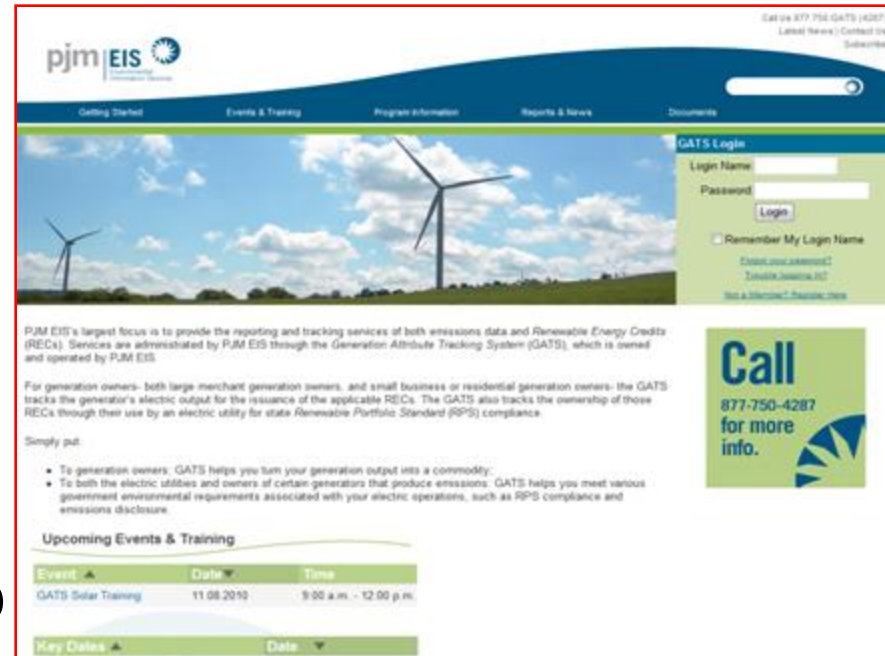 Call Us 877.750.GATS (4287)
Latest News | Contact Us
Subscribe
pjm EIS
Environmental
Information Services
Getting Started Events & Training Program Information Reports & News Documents
GATS Login
Login Name
Password
Login
Remember My Login Name
Forgot your password?
Trouble logging in?
Not a Member? Register Here
PJM EIS's largest focus is to provide the reporting and tracking services of both emissions data and Renewable Energy Credits
(RECs). Services are administrated by PJM EIS through the Generation Attribute Tracking System (GATS), which is owned
and operated by PJM EIS.
For generation owners- both large merchant generation owners, and small business or residential generation owners- the GATS
tracks the generator's electric output for the issuance of the applicable RECs. The GATS also tracks the ownership of those
RECs through their use by an electric utility for state Renewable Portfolio Standard (RPS) compliance.
Simply put:
• To generation owners: GATS helps you turn your generation output into a commodity;
• To both the electric utilities and owners of certain generators that produce emissions: GATS helps you meet various
government environmental requirements associated with your electric operations, such as RPS compliance and
emissions disclosure.
Call
877-750-4287
for more
info.
Upcoming Events & Training
Event ▲ Date ▼ Time
GATS Solar Training 11.08.2010 9:00 a.m. - 12:00 p.m.
Key Dates ▲ Date ▼
)